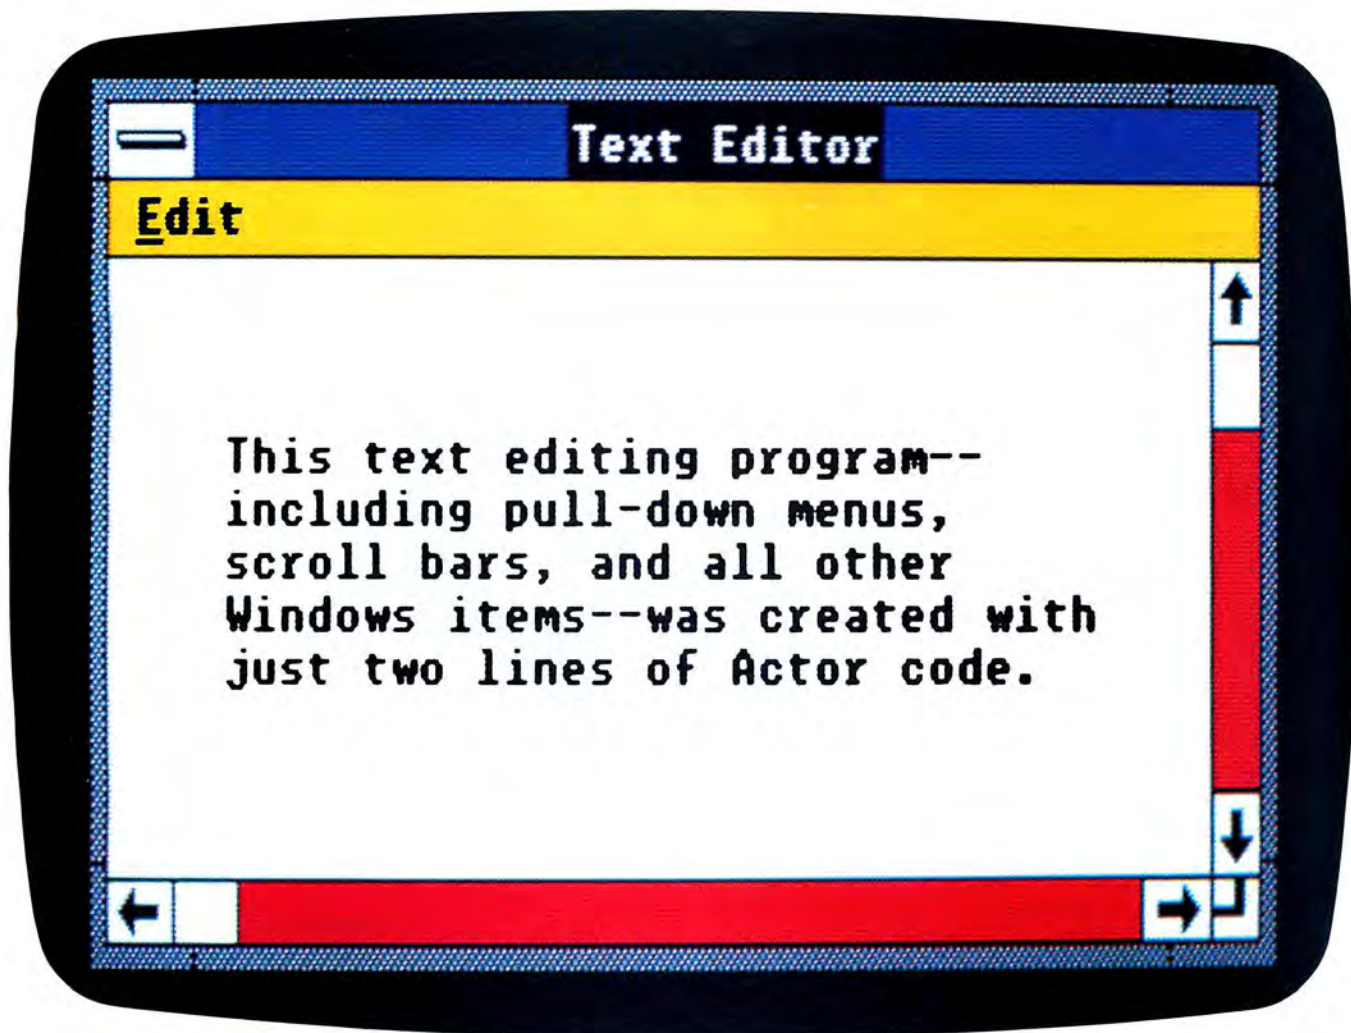 Text Editor
Edit
This text editing program--
including pull-down menus,
scroll bars, and all other
Windows items--was created with
just two lines of Actor code.